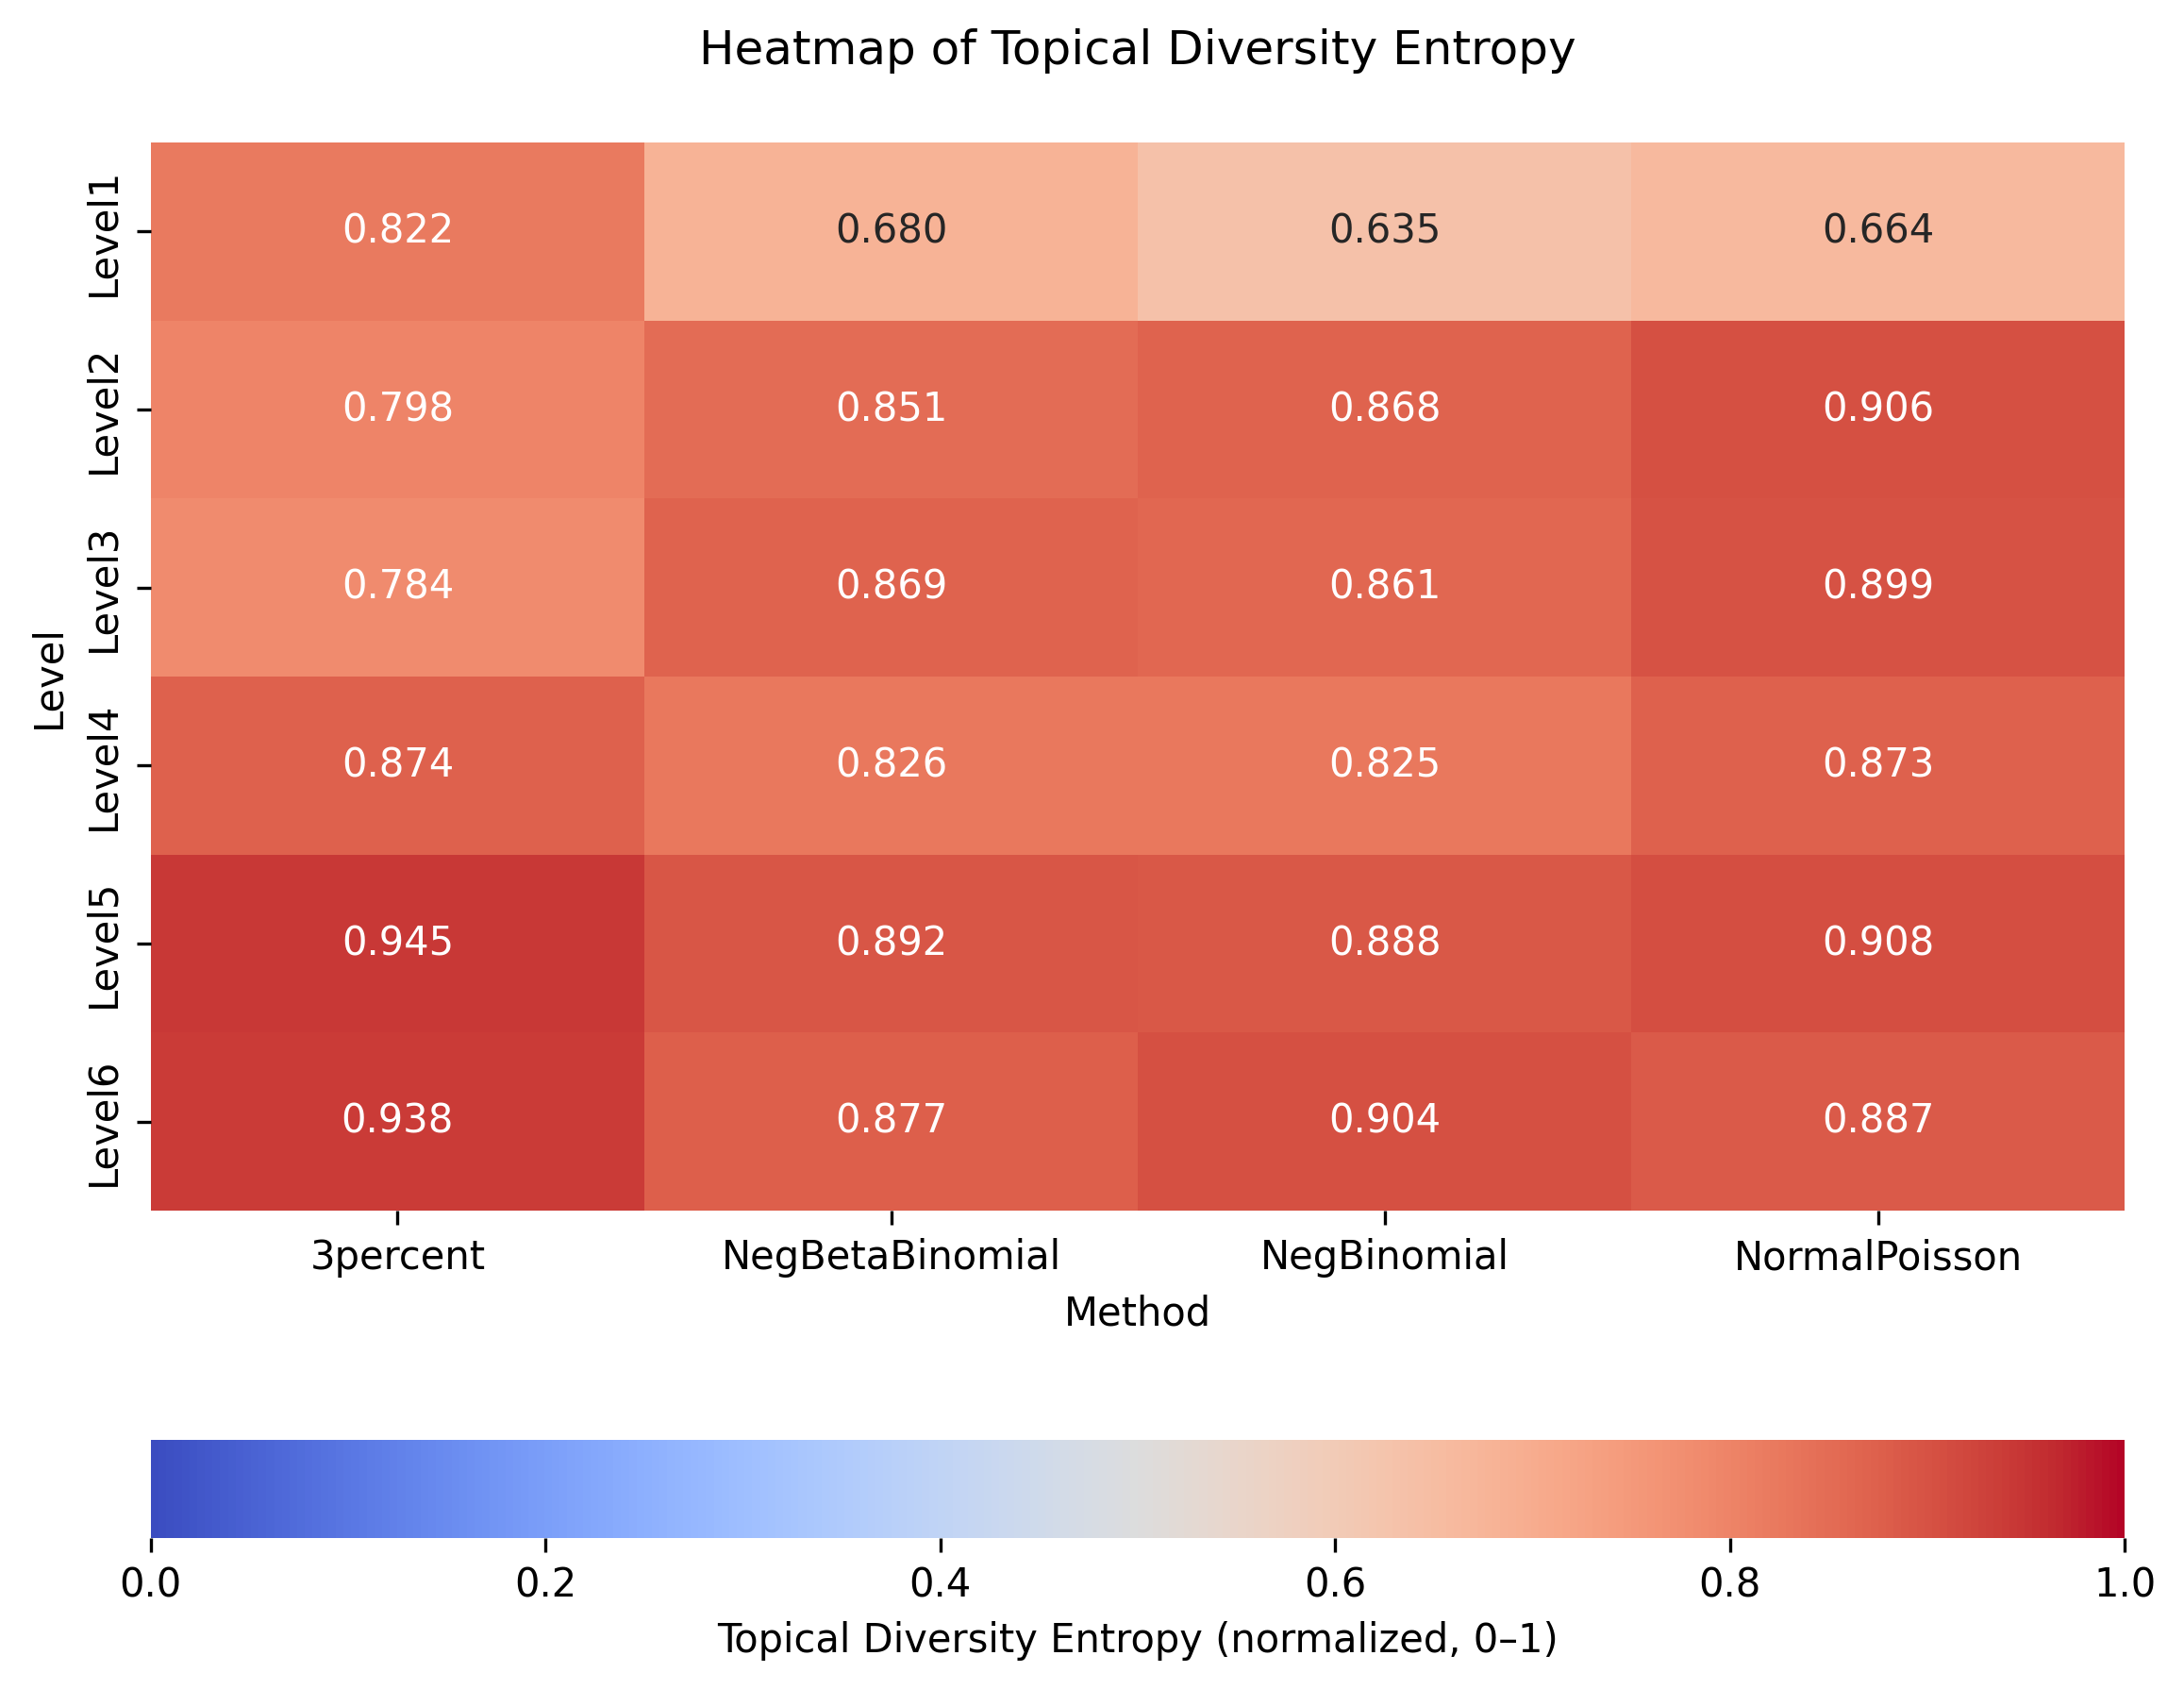 Heatmap of Topical Diversity Entropy
Level
Level1 0.822 0.680 0.635 0.664
Level2 0.798 0.851 0.868 0.906
Level3 0.784 0.869 0.861 0.899
Level4 0.874 0.826 0.825 0.873
Level5 0.945 0.892 0.888 0.908
Level6 0.938 0.877 0.904 0.887
3percent NegBetaBinomial NegBinomial NormalPoisson
Method
0.0 0.2 0.4 0.6 0.8 1.0
Topical Diversity Entropy (normalized, 0–1)